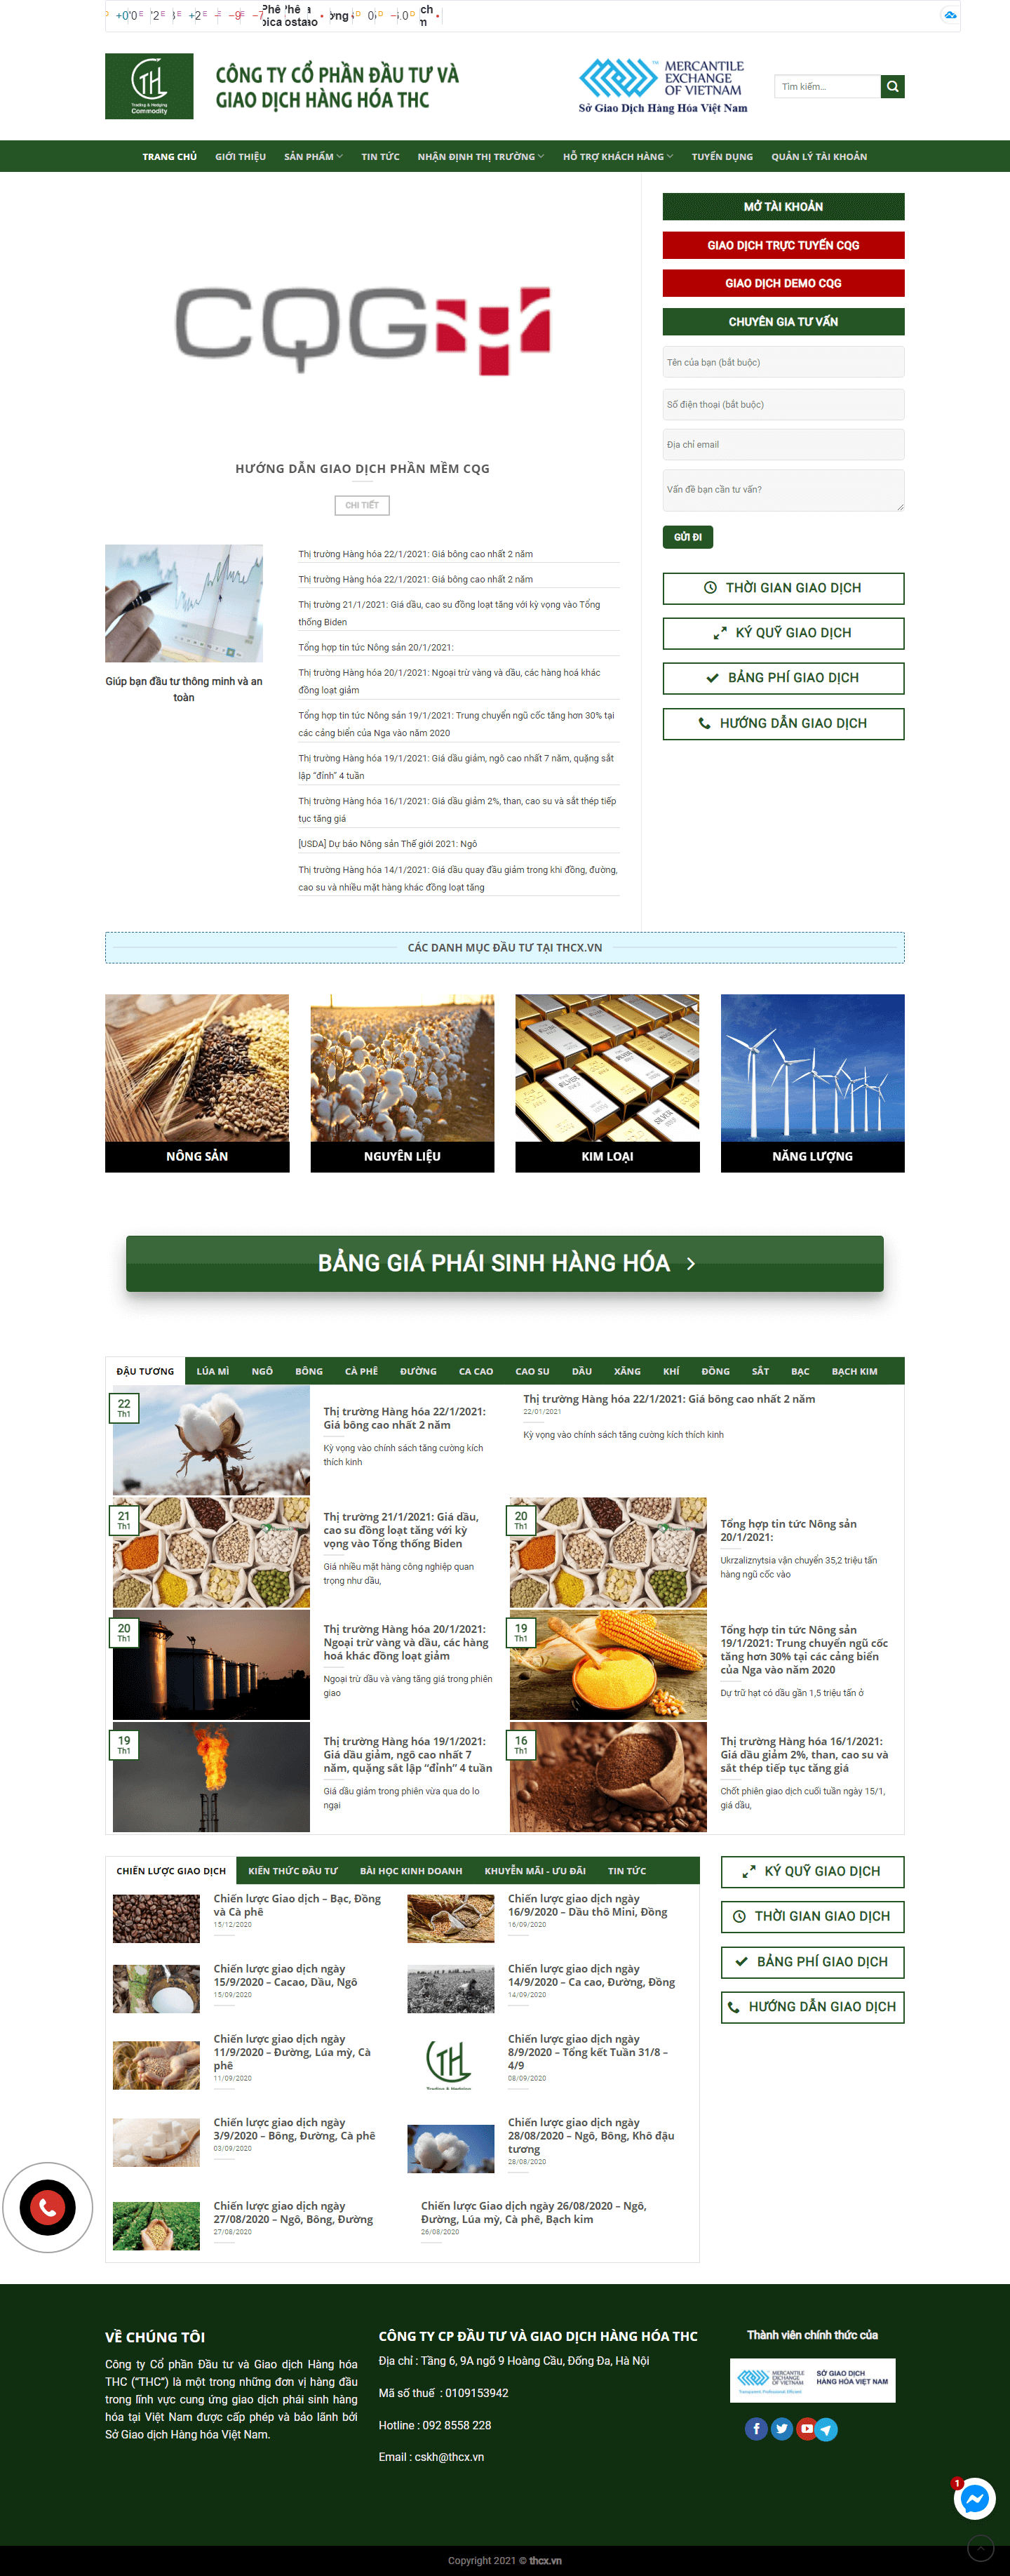 THL
Trading & Hedging
Commodity
CÔNG TY CỔ PHẦN ĐẦU TƯ VÀ
GIAO DỊCH HÀNG HÓA THC
MERCANTILE
EXCHANGE
OF VIETNAM
Sở Giao Dịch Hàng Hóa Việt Nam
Tìm kiếm...
TRANG CHỦ GIỚI THIỆU SẢN PHẨM TIN TỨC NHẬN ĐỊNH THỊ TRƯỜNG HỖ TRỢ KHÁCH HÀNG TUYỂN DỤNG QUẢN LÝ TÀI KHOẢN
CQG
HƯỚNG DẪN GIAO DỊCH PHẦN MỀM CQG
CHI TIẾT
Giúp bạn đầu tư thông minh và an
toàn
Thị trường Hàng hóa 22/1/2021: Giá bông cao nhất 2 năm
Thị trường Hàng hóa 22/1/2021: Giá bông cao nhất 2 năm
Thị trường 21/1/2021: Giá dầu, cao su đồng loạt tăng với kỳ vọng vào Tổng
thống Biden
Tổng hợp tin tức Nông sản 20/1/2021:
Thị trường Hàng hóa 20/1/2021: Ngoại trừ vàng và dầu, các hàng hoá khác
đồng loạt giảm
Tổng hợp tin tức Nông sản 19/1/2021: Trung chuyển ngũ cốc tăng hơn 30% tại
các cảng biển của Nga vào năm 2020
Thị trường Hàng hóa 19/1/2021: Giá dầu giảm, ngô cao nhất 7 năm, quặng sắt
lập “đỉnh” 4 tuần
Thị trường Hàng hóa 16/1/2021: Giá dầu giảm 2%, than, cao su và sắt thép tiếp
tục tăng giá
[USDA] Dự báo Nông sản Thế giới 2021: Ngô
Thị trường Hàng hóa 14/1/2021: Giá dầu quay đầu giảm trong khi đồng, đường,
cao su và nhiều mặt hàng khác đồng loạt tăng
MỞ TÀI KHOẢN
GIAO DỊCH TRỰC TUYẾN CQG
GIAO DỊCH DEMO CQG
CHUYÊN GIA TƯ VẤN
Tên của bạn (bắt buộc)
Số điện thoại (bắt buộc)
Địa chỉ email
Vấn đề bạn cần tư vấn?
GỬI ĐI
THỜI GIAN GIAO DỊCH
KÝ QUỸ GIAO DỊCH
BẢNG PHÍ GIAO DỊCH
HƯỚNG DẪN GIAO DỊCH
CÁC DANH MỤC ĐẦU TƯ TẠI THCX.VN
NÔNG SẢN
NGUYÊN LIỆU
KIM LOẠI
NĂNG LƯỢNG
BẢNG GIÁ PHÁI SINH HÀNG HÓA
ĐẬU TƯƠNG LÚA MÌ NGÔ BÔNG CÀ PHÊ ĐƯỜNG CA CAO CAO SU DẦU XĂNG KHÍ ĐỒNG SẮT BẠC BẠCH KIM
22
Th1
Thị trường Hàng hóa 22/1/2021:
Giá bông cao nhất 2 năm
Kỳ vọng vào chính sách tăng cường kích
thích kinh
Thị trường Hàng hóa 22/1/2021: Giá bông cao nhất 2 năm
22/01/2021
Kỳ vọng vào chính sách tăng cường kích thích kinh
21
Th1
Thị trường 21/1/2021: Giá dầu,
cao su đồng loạt tăng với kỳ
vọng vào Tổng thống Biden
Giá nhiều mặt hàng công nghiệp quan
trọng như dầu,
20
Th1
Tổng hợp tin tức Nông sản
20/1/2021:
Ukrzaliznytsia vận chuyển 35,2 triệu tấn
hàng ngũ cốc vào
20
Th1
Thị trường Hàng hóa 20/1/2021:
Ngoại trừ vàng và dầu, các hàng
hoá khác đồng loạt giảm
Ngoại trừ dầu và vàng tăng giá trong phiên
giao
19
Th1
Tổng hợp tin tức Nông sản
19/1/2021: Trung chuyển ngũ cốc
tăng hơn 30% tại các cảng biển
của Nga vào năm 2020
Dự trữ hạt có dầu gần 1,5 triệu tấn ở
19
Th1
Thị trường Hàng hóa 19/1/2021:
Giá dầu giảm, ngô cao nhất 7
năm, quặng sắt lập “đỉnh” 4 tuần
Giá dầu giảm trong phiên vừa qua do lo
ngại
16
Th1
Thị trường Hàng hóa 16/1/2021:
Giá dầu giảm 2%, than, cao su và
sắt thép tiếp tục tăng giá
Chốt phiên giao dịch cuối tuần ngày 15/1,
giá dầu,
CHIẾN LƯỢC GIAO DỊCH KIẾN THỨC ĐẦU TƯ BÀI HỌC KINH DOANH KHUYẾN MÃI - ƯU ĐÃI TIN TỨC
Chiến lược Giao dịch – Bạc, Đồng
và Cà phê
15/12/2020
Chiến lược giao dịch ngày
16/9/2020 – Dầu thô Mini, Đồng
16/09/2020
Chiến lược giao dịch ngày
15/9/2020 – Cacao, Dầu, Ngô
15/09/2020
Chiến lược giao dịch ngày
14/9/2020 – Ca cao, Đường, Đồng
14/09/2020
Chiến lược giao dịch ngày
11/9/2020 – Đường, Lúa mỳ, Cà
phê
11/09/2020
Chiến lược giao dịch ngày
8/9/2020 – Tổng kết Tuần 31/8 –
4/9
08/09/2020
Chiến lược giao dịch ngày
3/9/2020 – Bông, Đường, Cà phê
03/09/2020
Chiến lược giao dịch ngày
28/08/2020 – Ngô, Bông, Khô đậu
tương
28/08/2020
Chiến lược giao dịch ngày
27/08/2020 – Ngô, Bông, Đường
27/08/2020
Chiến lược Giao dịch ngày 26/08/2020 – Ngô,
Đường, Lúa mỳ, Cà phê, Bạch kim
26/08/2020
KÝ QUỸ GIAO DỊCH
THỜI GIAN GIAO DỊCH
BẢNG PHÍ GIAO DỊCH
HƯỚNG DẪN GIAO DỊCH
VỀ CHÚNG TÔI
Công ty Cổ phần Đầu tư và Giao dịch Hàng hóa
THC (“THC”) là một trong những đơn vị hàng đầu
trong lĩnh vực cung ứng giao dịch phái sinh hàng
hóa tại Việt Nam được cấp phép và bảo lãnh bởi
Sở Giao dịch Hàng hóa Việt Nam.
CÔNG TY CP ĐẦU TƯ VÀ GIAO DỊCH HÀNG HÓA THC
Địa chỉ : Tầng 6, 9A ngõ 9 Hoàng Cầu, Đống Đa, Hà Nội
Mã số thuế : 0109153942
Hotline : 092 8558 228
Email : cskh@thcx.vn
Thành viên chính thức của
MERCANTILE
EXCHANGE
OF VIETNAM
SỞ GIAO DỊCH
HÀNG HÓA VIỆT NAM
1
Copyright 2021 © thcx.vn